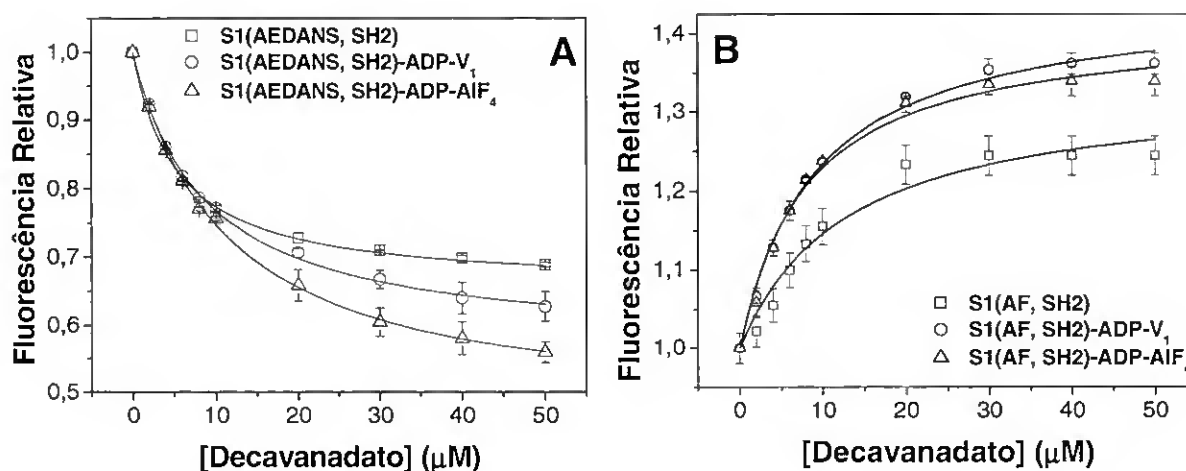 1,0
0,9
0,8
0,7
0,6
0,5
Fluorescência Relativa
S1(AEDANS, SH2)
S1(AEDANS, SH2)-ADP-V₁
S1(AEDANS, SH2)-ADP-AlF₄
A
0 10 20 30 40 50
[Decavanadato] (μM)
1,4
1,3
1,2
1,1
1,0
Fluorescência Relativa
B
S1(AF, SH2)
S1(AF, SH2)-ADP-V₁
S1(AF, SH2)-ADP-AlF₄
0 10 20 30 40 50
[Decavanadato] (μM)